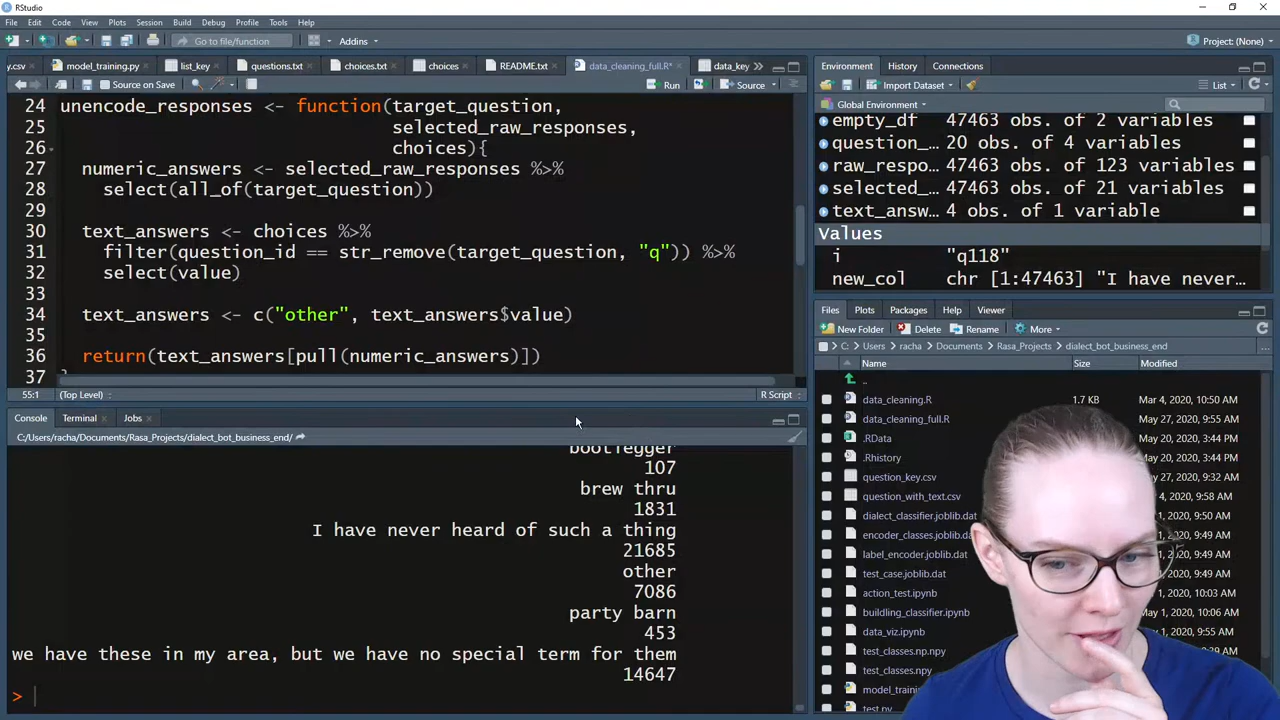 RStudio
File Edit Code View Plots Session Build Debug Profile Tools Help
Go to file/function Addins Project: (None)
y.csv model_training.py list_key questions.txt choices.txt choices README.txt data_cleaning_full.R* data_key
Source on Save Run Source
24 unencode_responses <- function(target_question,
25 selected_raw_responses,
26 choices){
27 numeric_answers <- selected_raw_responses %>%
28 select(all_of(target_question))
29
30 text_answers <- choices %>%
31 filter(question_id == str_remove(target_question, "q")) %>%
32 select(value)
33
34 text_answers <- c("other", text_answers$value)
35
36 return(text_answers[pull(numeric_answers)])
37 }
55:1 (Top Level) R Script
Console Terminal Jobs
C:/Users/racha/Documents/Rasa_Projects/dialect_bot_business_end/
bootlegger
107
brew thru
1831
I have never heard of such a thing
21685
other
7086
party barn
453
we have these in my area, but we have no special term for them
14647
>
Environment History Connections
Import Dataset List
Global Environment
empty_df 47463 obs. of 2 variables
question_… 20 obs. of 4 variables
raw_respo… 47463 obs. of 123 variables
selected_… 47463 obs. of 21 variables
text_answ… 4 obs. of 1 variable
Values
i "q118"
new_col chr [1:47463] "I have never…
Files Plots Packages Help Viewer
New Folder Delete Rename More
C: Users racha Documents Rasa_Projects dialect_bot_business_end …
Name Size Modified
..
data_cleaning.R 1.7 KB Mar 4, 2020, 10:50 AM
data_cleaning_full.R May 27, 2020, 9:55 AM
.RData May 20, 2020, 3:44 PM
.Rhistory May 20, 2020, 3:44 PM
question_key.csv 27, 2020, 9:32 AM
question_with_text.csv 4, 2020, 9:58 AM
dialect_classifier.joblib.dat 1, 2020, 9:50 AM
encoder_classes.joblib.dat 1, 2020, 9:49 AM
label_encoder.joblib.dat 1, 2020, 9:49 AM
test_case.joblib.dat 1, 2020, 9:49 AM
action_test.ipynb 2020, 10:03 AM
buildling_classifier.ipynb 2020, 10:06 AM
data_viz.ipynb 2020, 9:55 AM
test_classes.np.npy AM
test_classes.npy AM
model_traini
test.py